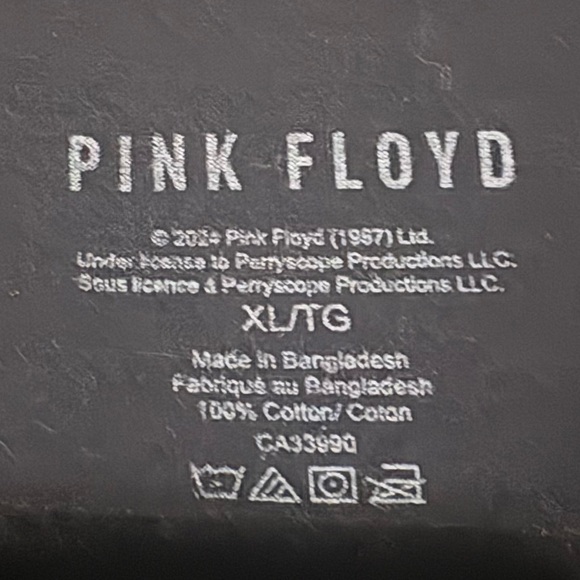 PINK FLOYD
© 2024 Pink Floyd (1987) Ltd.
Under license to Perryscope Productions LLC.
Sous licence à Perryscope Productions LLC.
XL/TG
Made in Bangladesh
Fabriqué au Bangladesh
100% Cotton/ Coton
CA33990